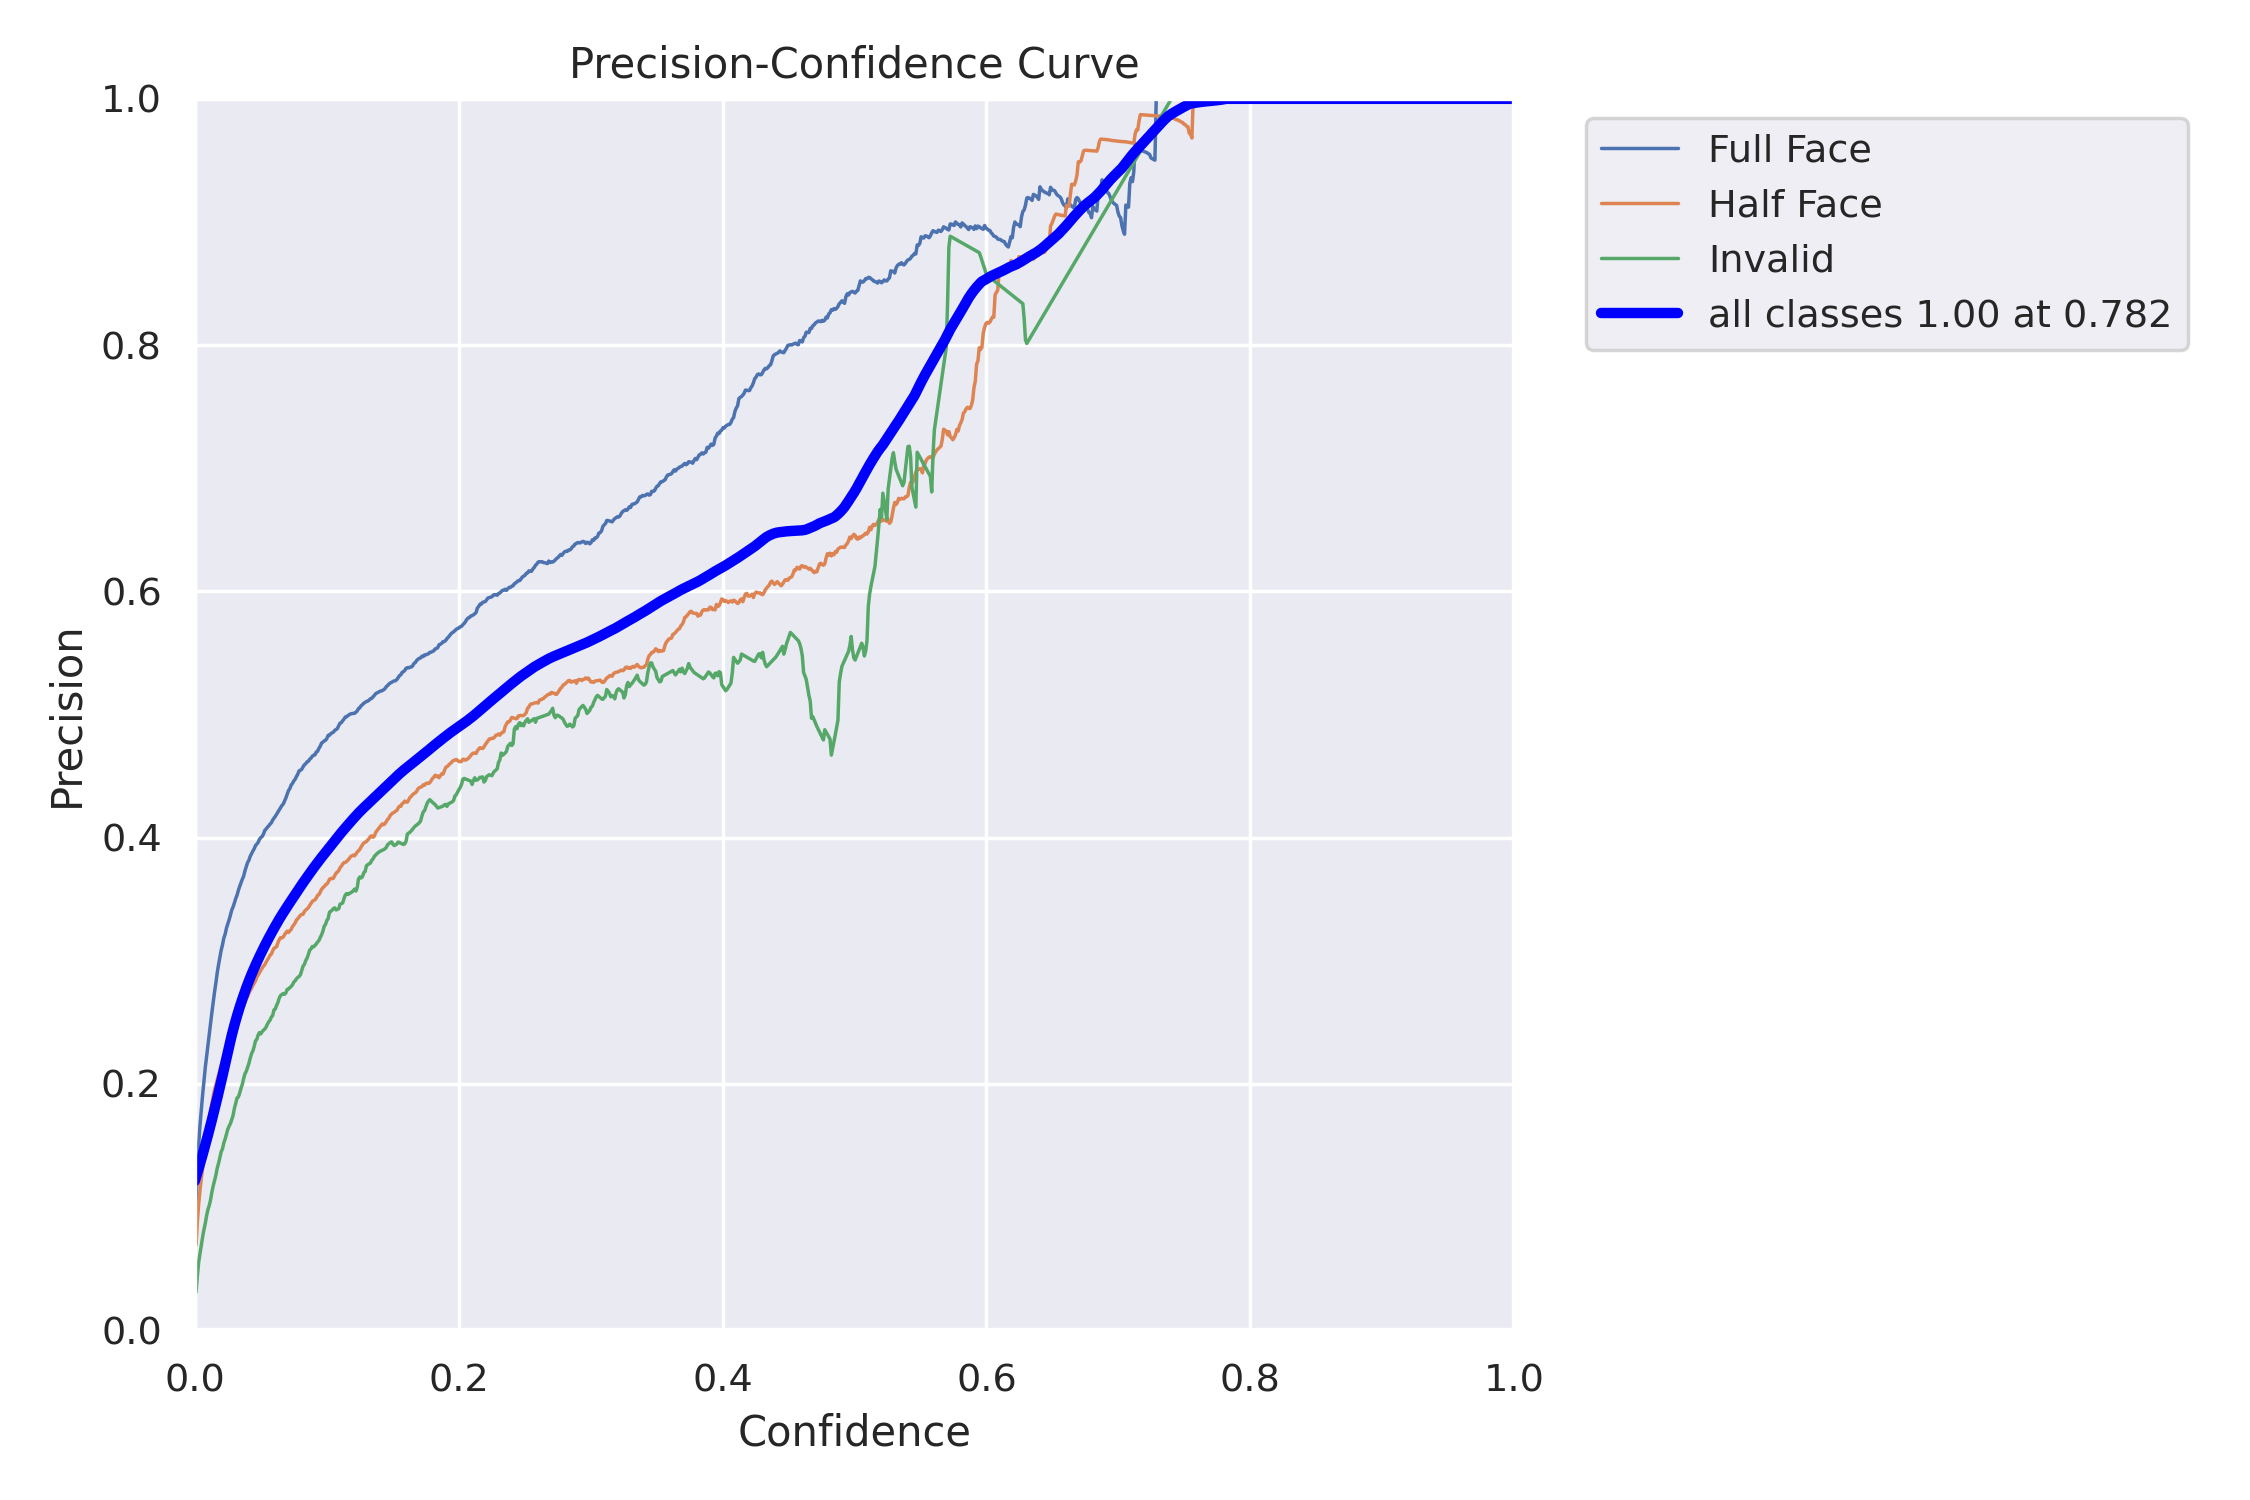 Precision-Confidence Curve
1.0
0.8
0.6
0.4
0.2
0.0
Precision
0.0 0.2 0.4 0.6 0.8 1.0
Confidence
Full Face
Half Face
Invalid
all classes 1.00 at 0.782